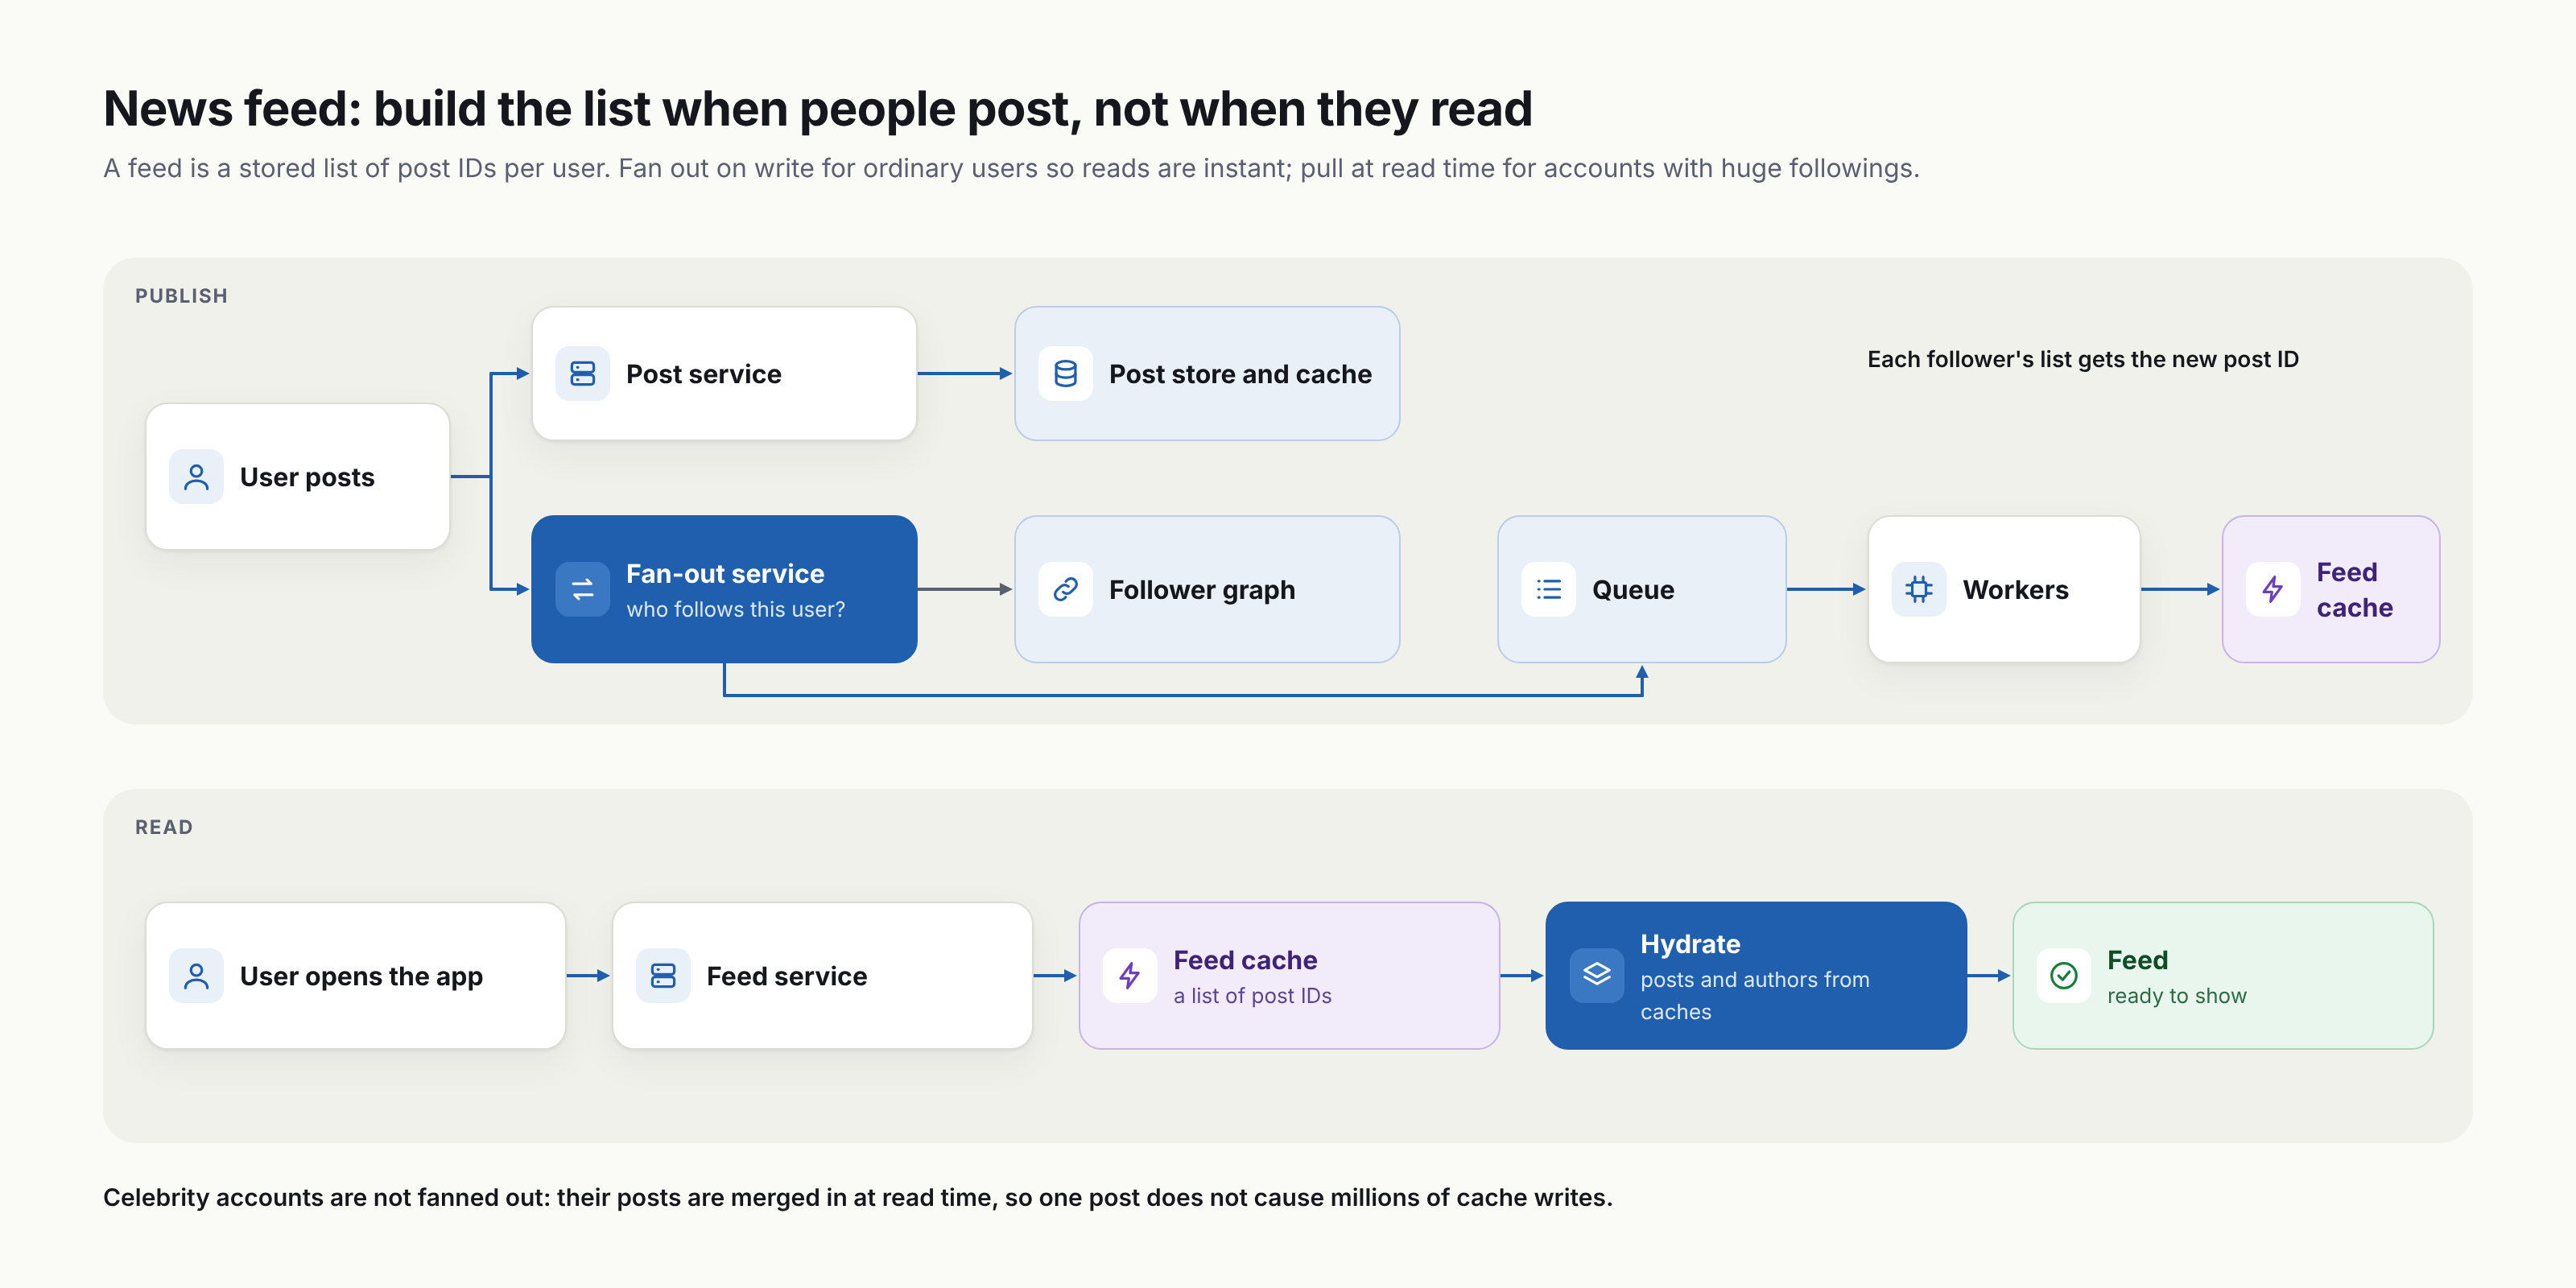 News feed: build the list when people post, not when they read
A feed is a stored list of post IDs per user. Fan out on write for ordinary users so reads are instant; pull at read time for accounts with huge followings.
PUBLISH
Post service
Post store and cache
Each follower's list gets the new post ID
User posts
Fan-out service
who follows this user?
Follower graph
Queue
Workers
Feed
cache
READ
User opens the app
Feed service
Feed cache
a list of post IDs
Hydrate
posts and authors from
caches
Feed
ready to show
Celebrity accounts are not fanned out: their posts are merged in at read time, so one post does not cause millions of cache writes.